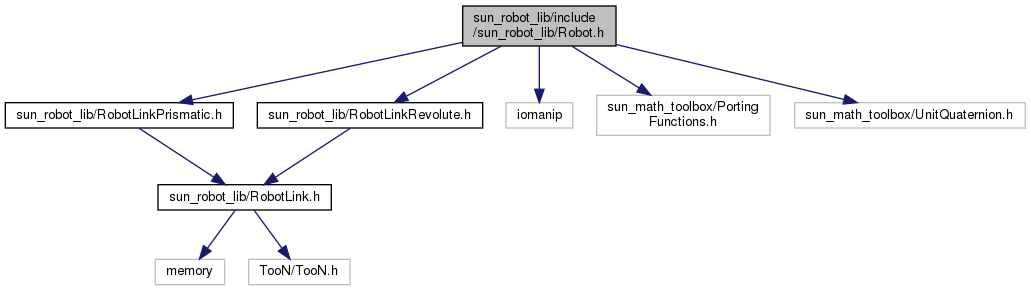 sun_robot_lib/include
/sun_robot_lib/Robot.h
sun_robot_lib/RobotLinkPrismatic.h
sun_robot_lib/RobotLinkRevolute.h
iomanip
sun_math_toolbox/Porting
Functions.h
sun_math_toolbox/UnitQuaternion.h
sun_robot_lib/RobotLink.h
memory
TooN/TooN.h